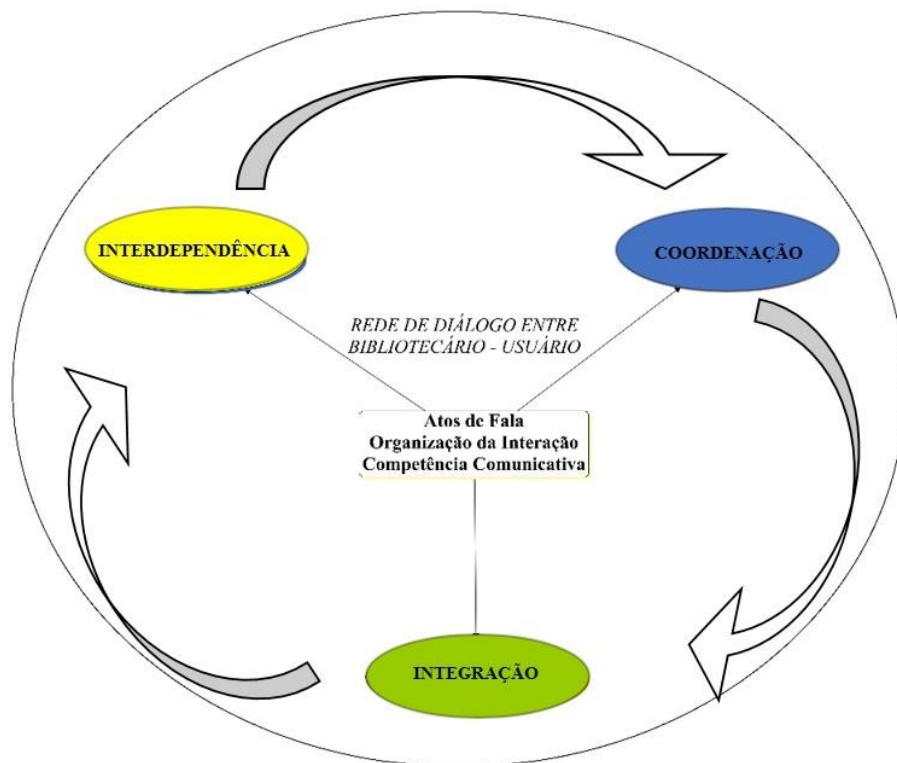 INTERDEPENDÊNCIA
COORDENAÇÃO
REDE DE DIÁLOGO ENTRE
BIBLIOTECÁRIO - USUÁRIO
Atos de Fala
Organização da Interação
Competência Comunicativa
INTEGRAÇÃO